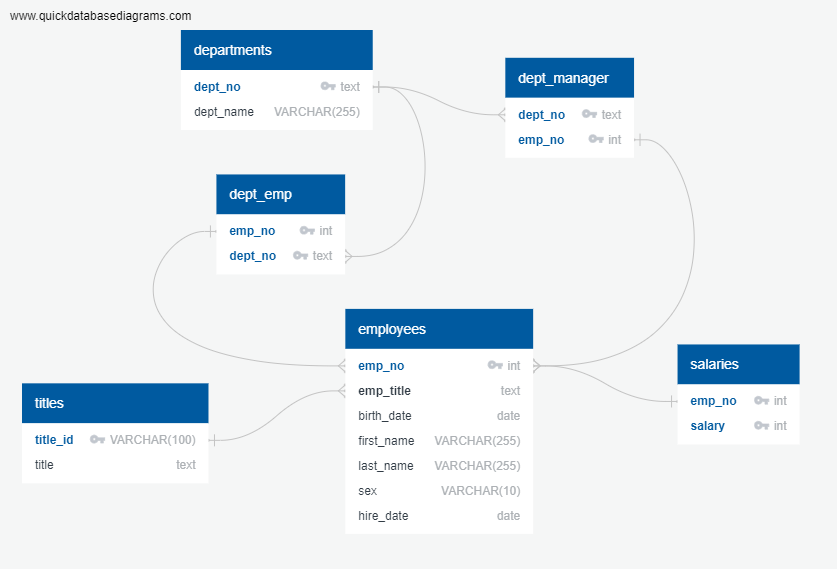 www.quickdatabasediagrams.com
departments
dept_no text
dept_name VARCHAR(255)
dept_manager
dept_no text
emp_no int
dept_emp
emp_no int
dept_no text
employees
emp_no int
emp_title text
birth_date date
first_name VARCHAR(255)
last_name VARCHAR(255)
sex VARCHAR(10)
hire_date date
salaries
emp_no int
salary int
titles
title_id VARCHAR(100)
title text